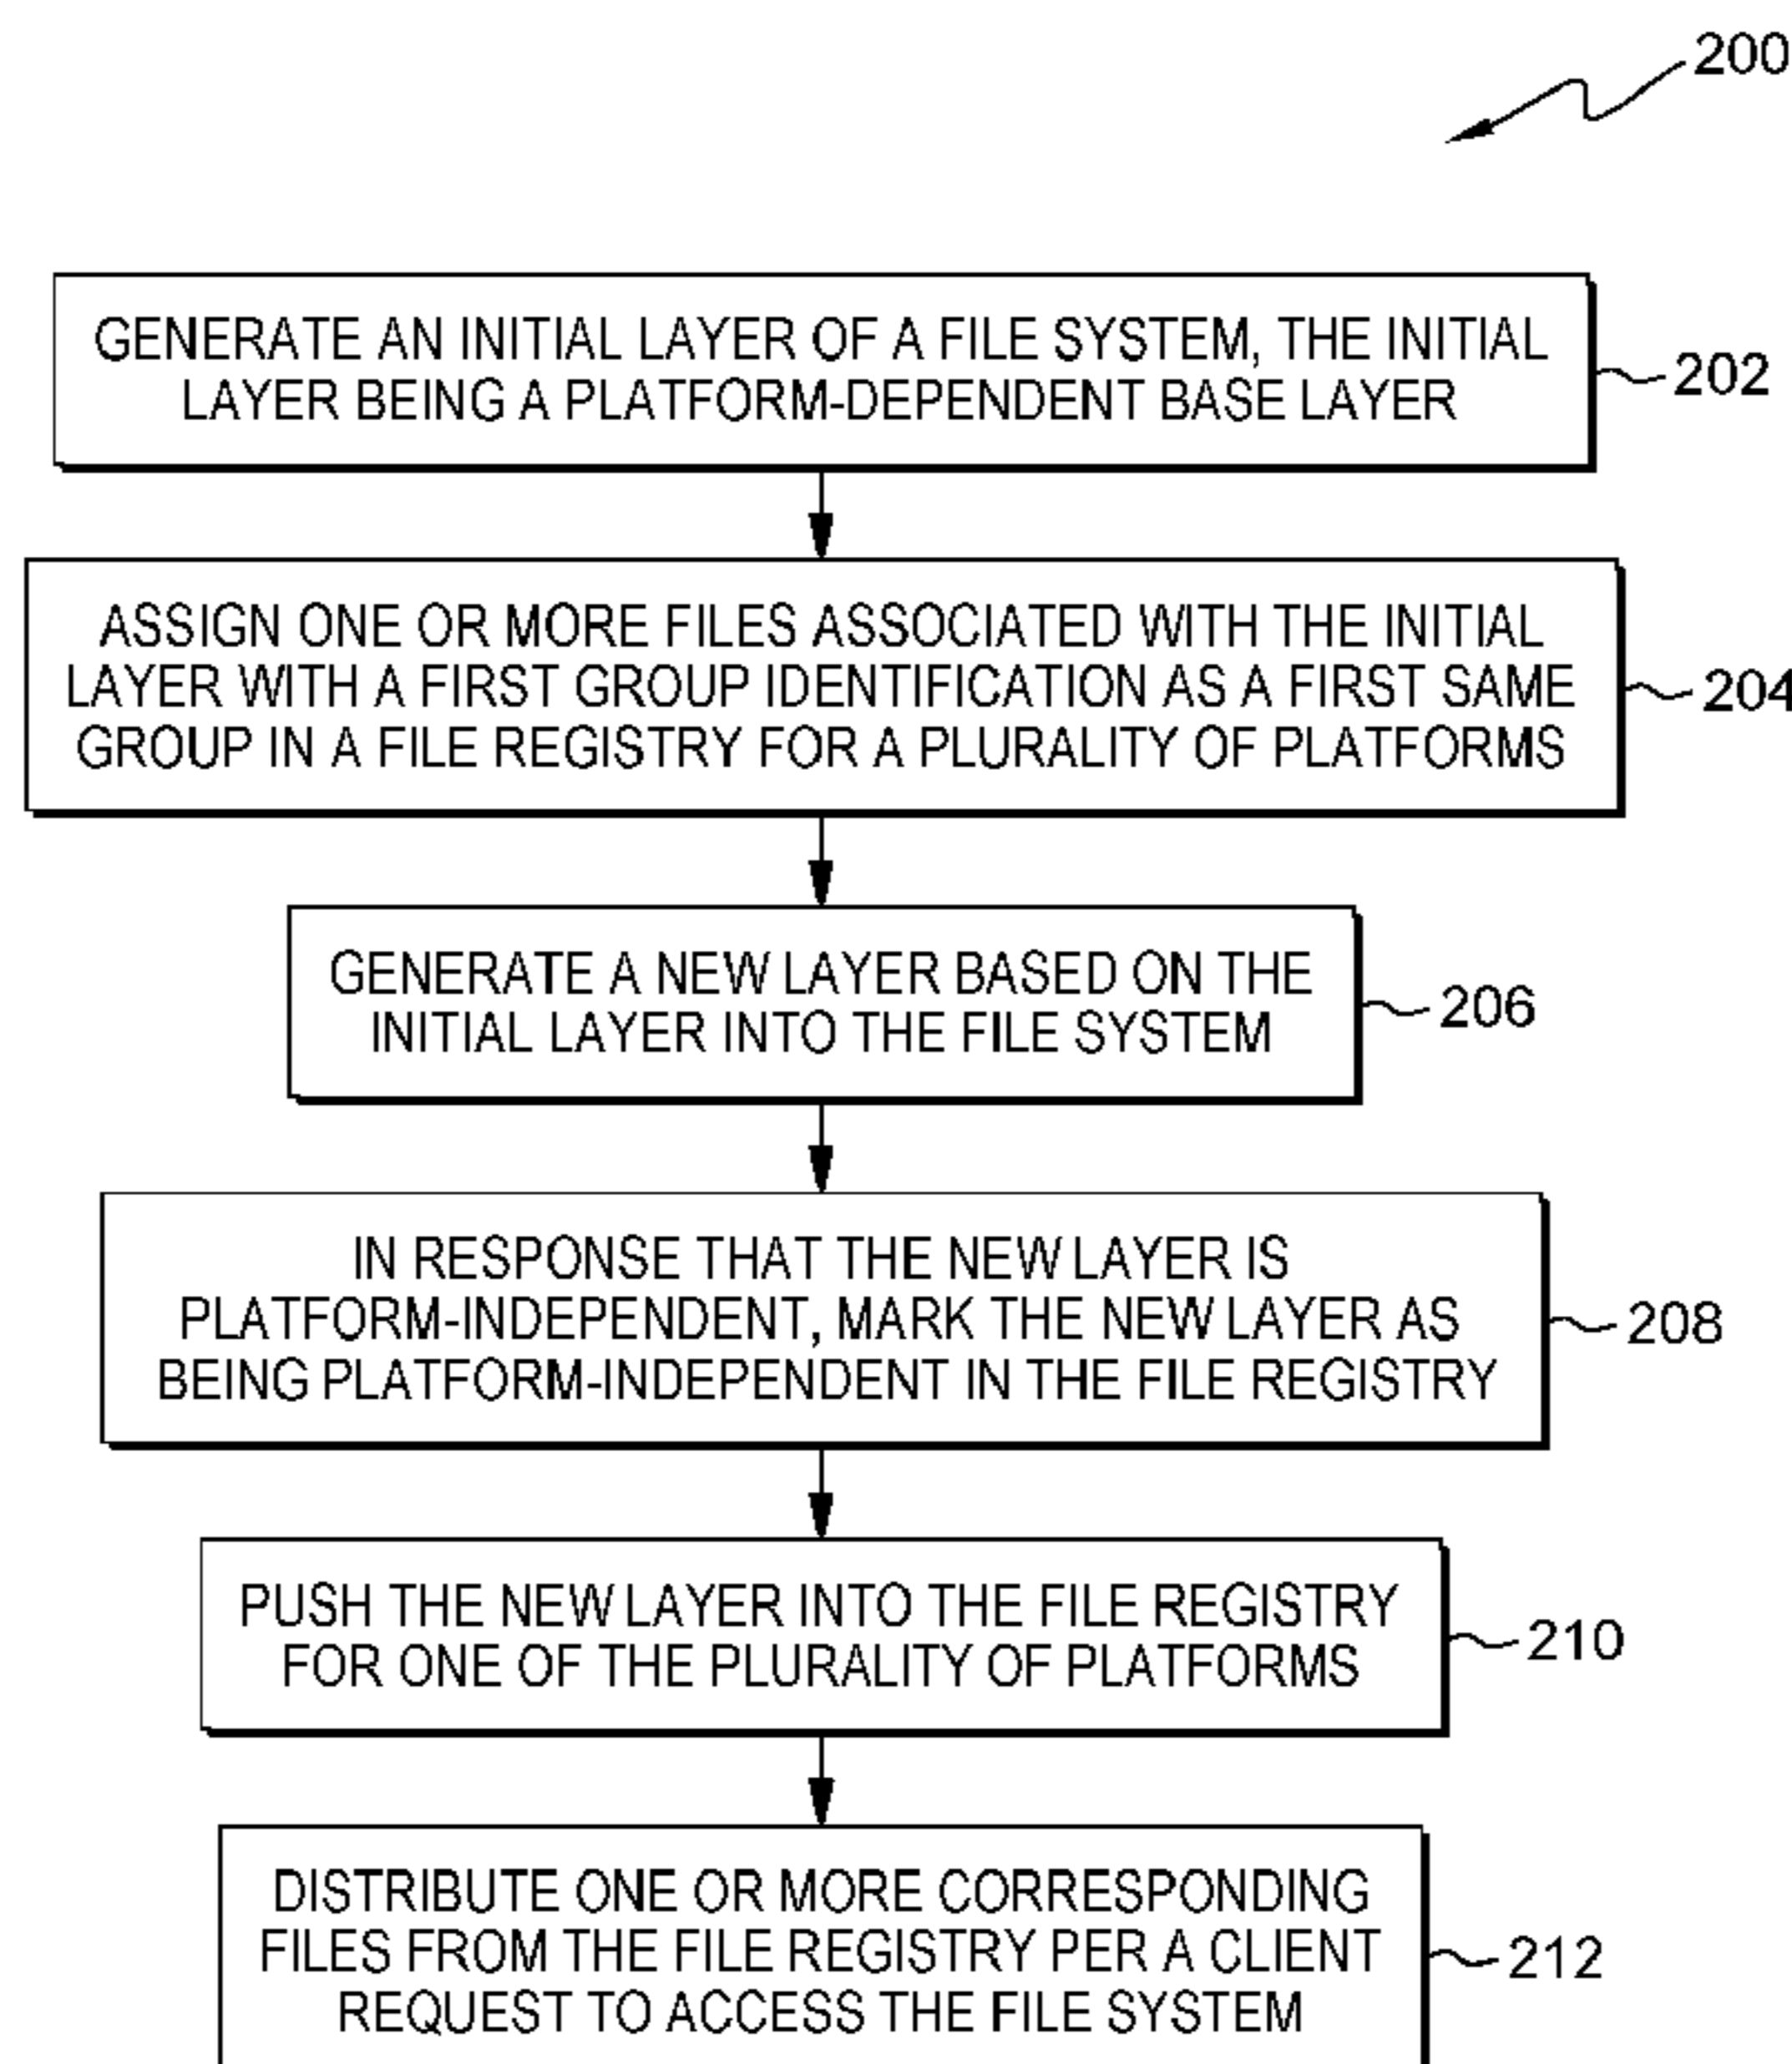 200
GENERATE AN INITIAL LAYER OF A FILE SYSTEM, THE INITIAL
LAYER BEING A PLATFORM-DEPENDENT BASE LAYER
202
ASSIGN ONE OR MORE FILES ASSOCIATED WITH THE INITIAL
LAYER WITH A FIRST GROUP IDENTIFICATION AS A FIRST SAME
GROUP IN A FILE REGISTRY FOR A PLURALITY OF PLATFORMS
204
GENERATE A NEW LAYER BASED ON THE
INITIAL LAYER INTO THE FILE SYSTEM
206
IN RESPONSE THAT THE NEW LAYER IS
PLATFORM-INDEPENDENT, MARK THE NEW LAYER AS
BEING PLATFORM-INDEPENDENT IN THE FILE REGISTRY
208
PUSH THE NEW LAYER INTO THE FILE REGISTRY
FOR ONE OF THE PLURALITY OF PLATFORMS
210
DISTRIBUTE ONE OR MORE CORRESPONDING
FILES FROM THE FILE REGISTRY PER A CLIENT
REQUEST TO ACCESS THE FILE SYSTEM
212